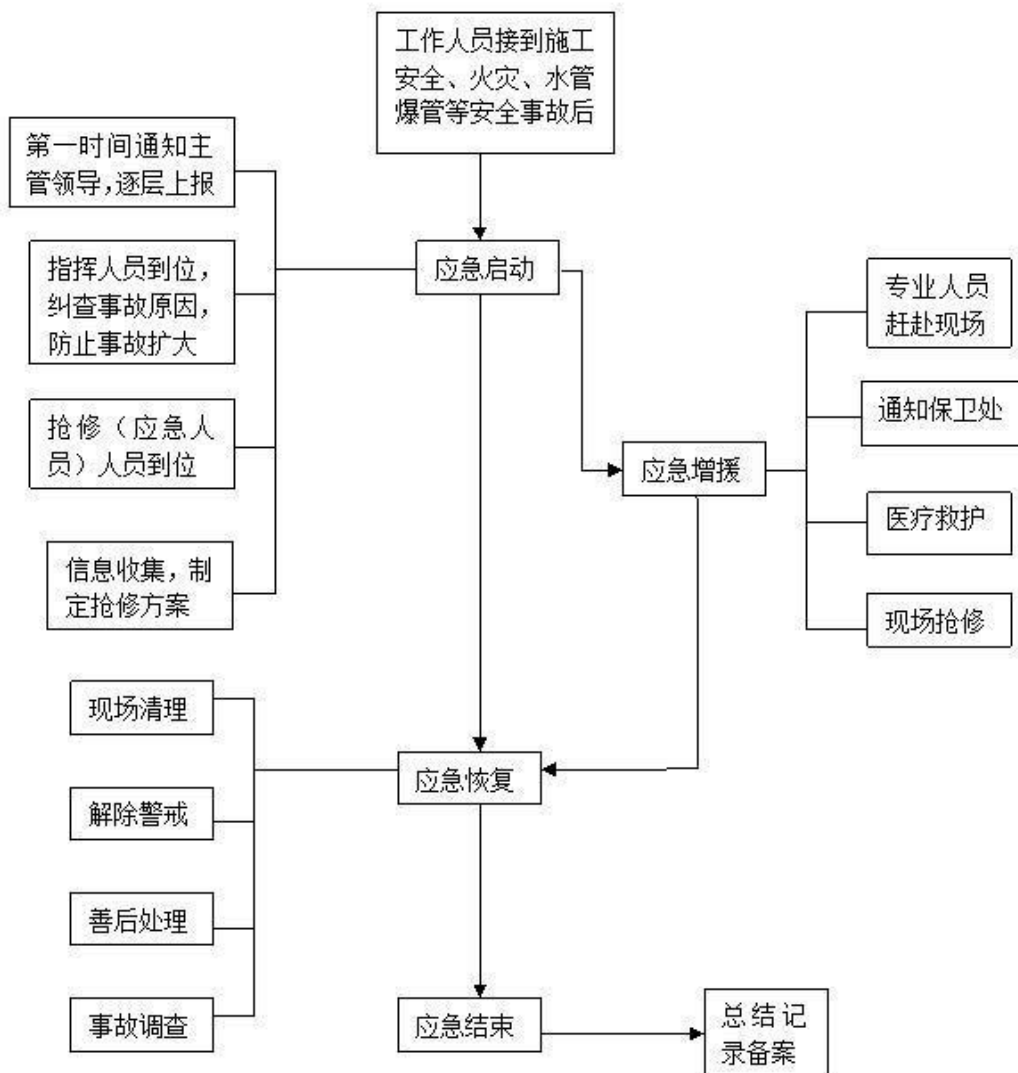 工作人员接到施工
安全、火灾、水管
爆管等安全事故后
第一时间通知主
管领导，逐层上报
应急启动
指挥人员到位，
纠查事故原因，
防止事故扩大
专业人员
赶赴现场
通知保卫处
抢修（应急人
员）人员到位
应急增援
医疗救护
信息收集，制
定抢修方案
现场抢修
现场清理
应急恢复
解除警戒
善后处理
事故调查
应急结束
总结记
录备案